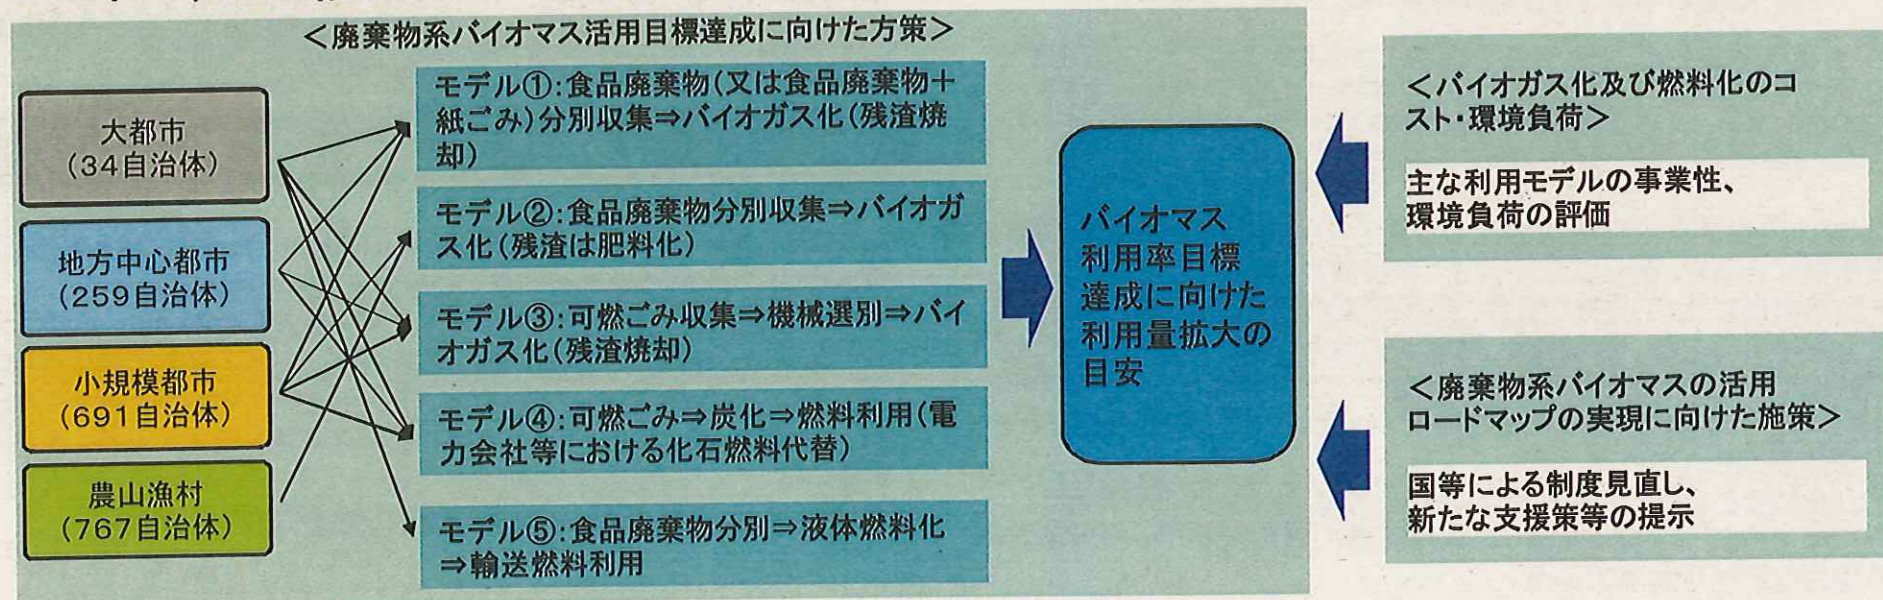 ＜廃棄物系バイオマス活用目標達成に向けた方策＞
大都市
（34自治体）
地方中心都市
（259自治体）
小規模都市
（691自治体）
農山漁村
（767自治体）
モデル①：食品廃棄物（又は食品廃棄物＋
紙ごみ）分別収集⇒バイオガス化（残渣焼
却）
モデル②：食品廃棄物分別収集⇒バイオガ
ス化（残渣は肥料化）
モデル③：可燃ごみ収集⇒機械選別⇒バイ
オガス化（残渣焼却）
モデル④：可燃ごみ⇒炭化⇒燃料利用（電
力会社等における化石燃料代替）
モデル⑤：食品廃棄物分別⇒液体燃料化
⇒輸送燃料利用
バイオマス
利用率目標
達成に向けた
利用量拡大の
目安
＜バイオガス化及び燃料化のコ
スト・環境負荷＞
主な利用モデルの事業性、
環境負荷の評価
＜廃棄物系バイオマスの活用
ロードマップの実現に向けた施策＞
国等による制度見直し、
新たな支援策等の提示